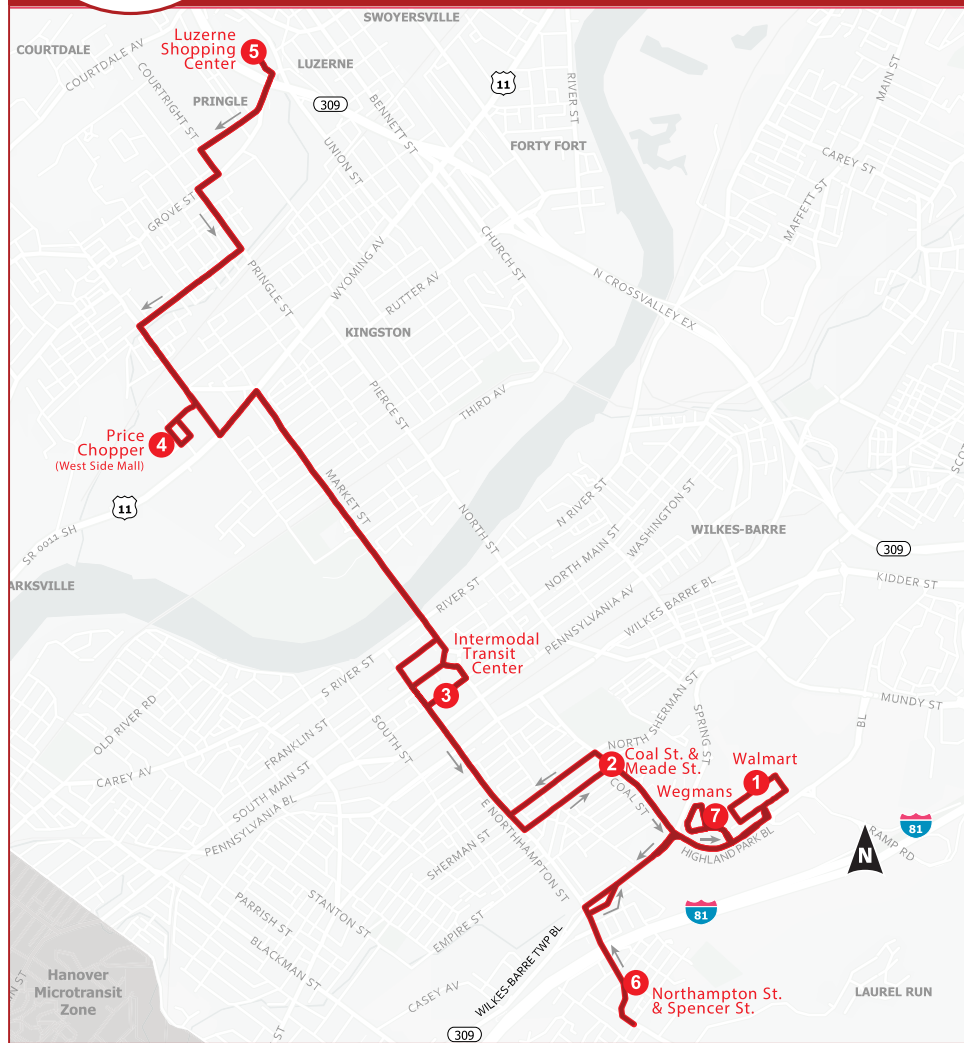 SWOYERSVILLE
COURTDALE
COURTDALE AV
Luzerne
Shopping
Center
5
LUZERNE
11
MAIN ST
COURTRIGHT ST
PRINGLE
309
BENNETT ST
RIVER ST
UNION ST
FORTY FORT
CAREY ST
MAFFETT ST
GROVE ST
PRINGLE ST
WYOMING AV
RUTTER AV
CHURCH ST
N CROSSVALLEY EX
KINGSTON
PIERCE ST
THIRD AV
Price
Chopper
(West Side Mall)
4
11
MARKET ST
NORTH ST
N RIVER ST
NORTH MAIN ST
WASHINGTON ST
WILKES-BARRE
SR 0011 SH
309
KIDDER ST
ARKSVILLE
RIVER ST
PENNSYLVANIA AV
WILKES BARRE BL
Intermodal
Transit
Center
3
S RIVER ST
OLD RIVER RD
CAREY AV
FRANKLIN ST
SOUTH MAIN ST
PENNSYLVANIA BL
SOUTH ST
NORTH SHERMAN ST
SPRING ST
BL
MUNDY ST
2
Coal St. &
Meade St.
COAL ST
Walmart
1
Wegmans
7
HIGHLAND PARK BL
81
RAMP RD
N
E NORTHHAMPTON ST
SHERMAN ST
STANTON ST
PARRISH ST
BLACKMAN ST
EMPIRE ST
CASEY AV
WILKES-BARRE TWP BL
81
6
Northampton St.
& Spencer St.
LAUREL RUN
Hanover
Microtransit
Zone
IN ST
ST
309
SCOT